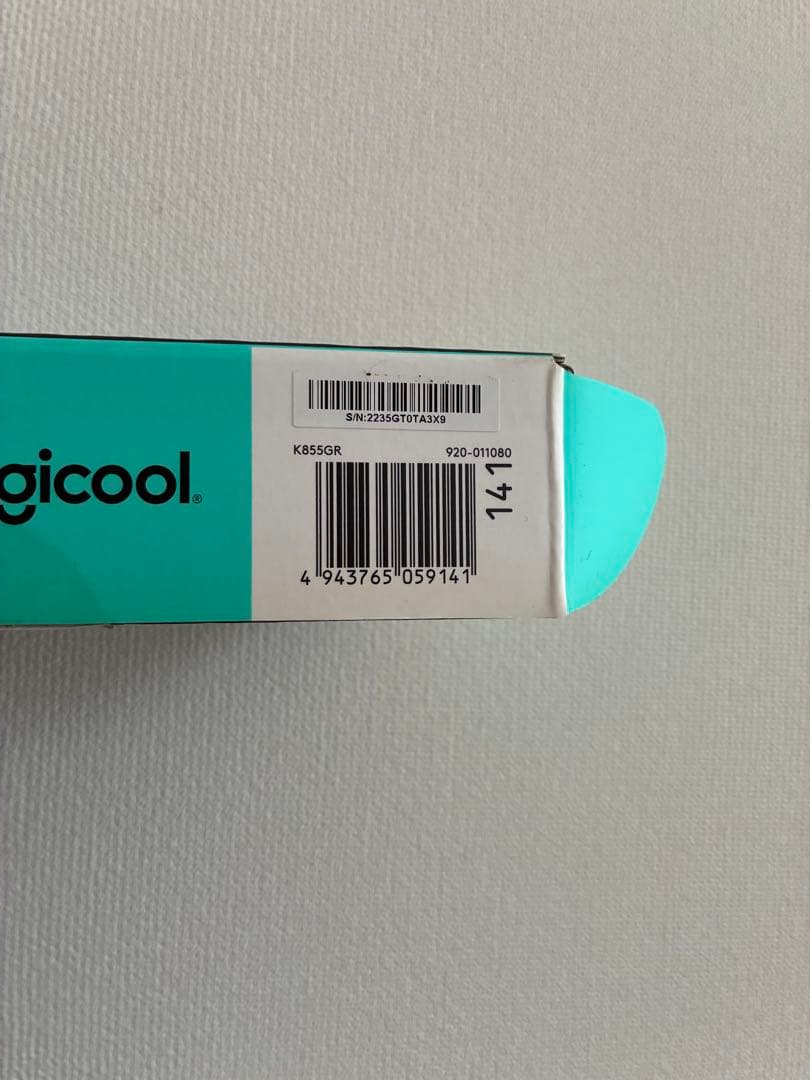 gicool®
S/N:2235GT0TA3X9
K855GR 920-011080
141
4 943765 059141